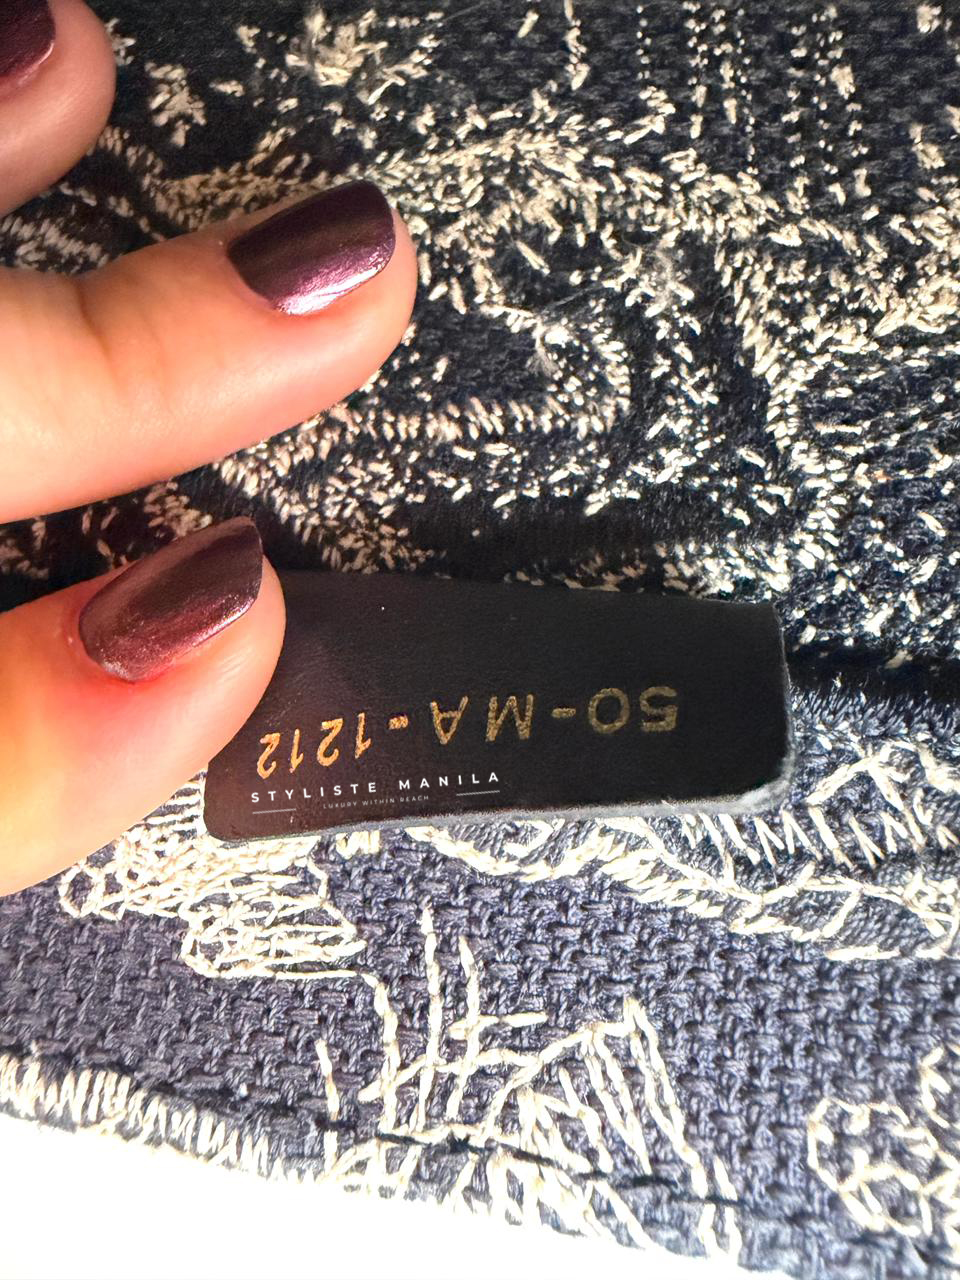 50-MA-1212
STYLISTE MANILA
LUXURY WITHIN REACH